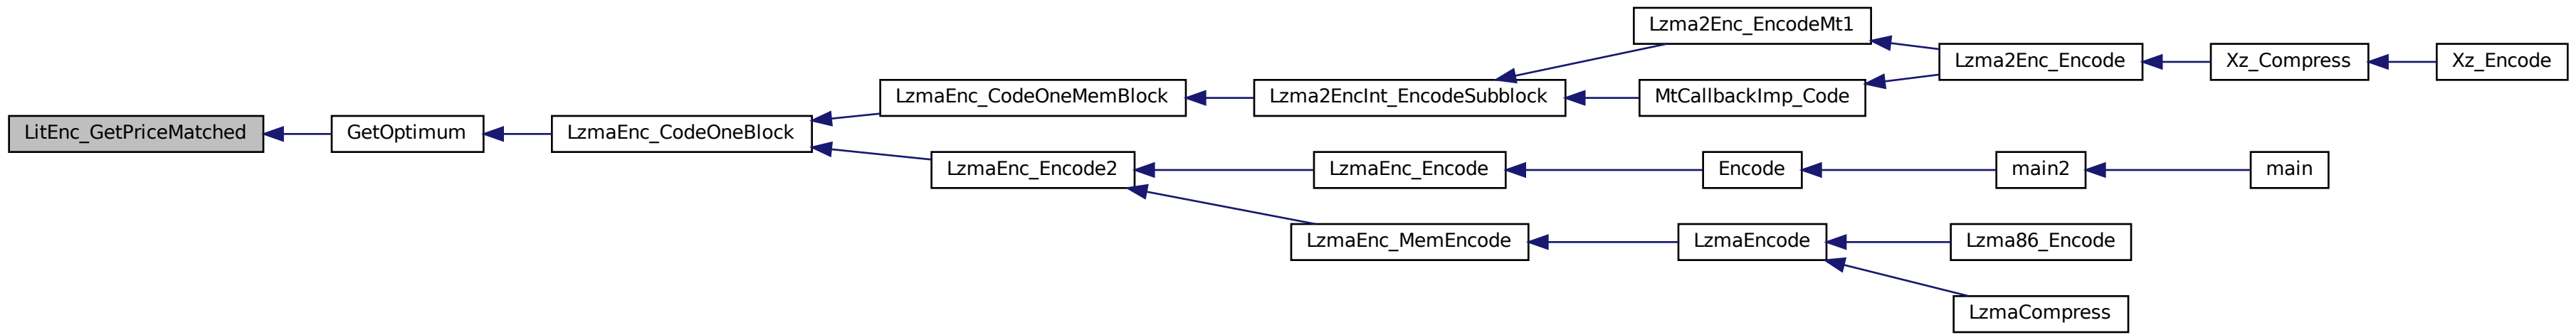 LitEnc_GetPriceMatched
GetOptimum
LzmaEnc_CodeOneBlock
LzmaEnc_CodeOneMemBlock
Lzma2EncInt_EncodeSubblock
Lzma2Enc_EncodeMt1
MtCallbackImp_Code
Lzma2Enc_Encode
Xz_Compress
Xz_Encode
LzmaEnc_Encode2
LzmaEnc_Encode
Encode
main2
main
LzmaEnc_MemEncode
LzmaEncode
Lzma86_Encode
LzmaCompress